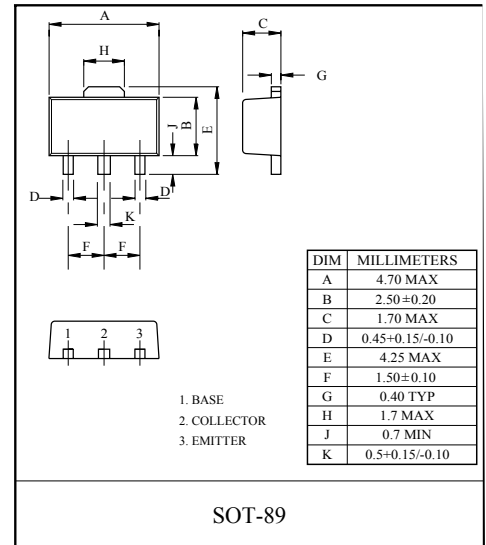 A
H
C
G
J
B
E
D
D
K
F F
DIM MILLIMETERS
A 4.70 MAX
B 2.50±0.20
C 1.70 MAX
D 0.45+0.15/-0.10
E 4.25 MAX
F 1.50±0.10
G 0.40 TYP
H 1.7 MAX
J 0.7 MIN
K 0.5+0.15/-0.10
1 2 3
1. BASE
2. COLLECTOR
3. EMITTER
SOT-89